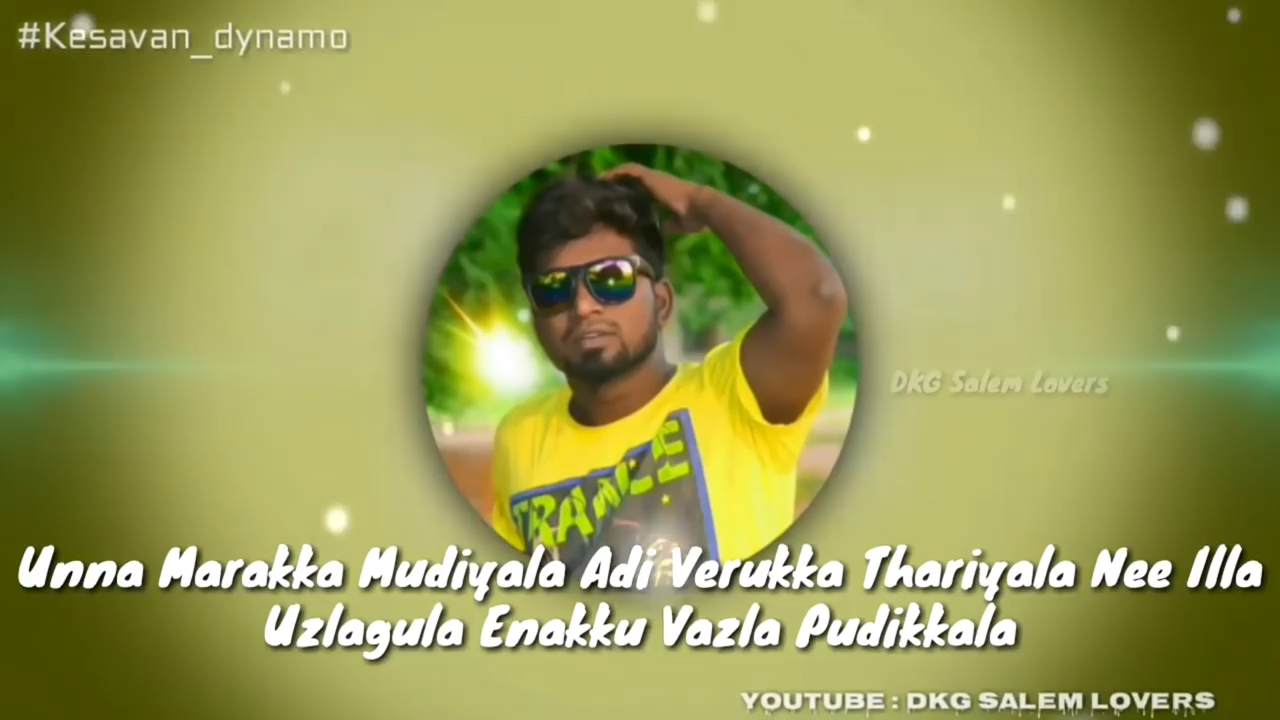 #Kesavan_dynamo
DKG Salem Lovers
TRANCE
Unna Marakka Mudiyala Adi Verukka Thariyala Nee Illa
Uzlagula Enakku Vazla Pudikkala
YOUTUBE : DKG SALEM LOVERS